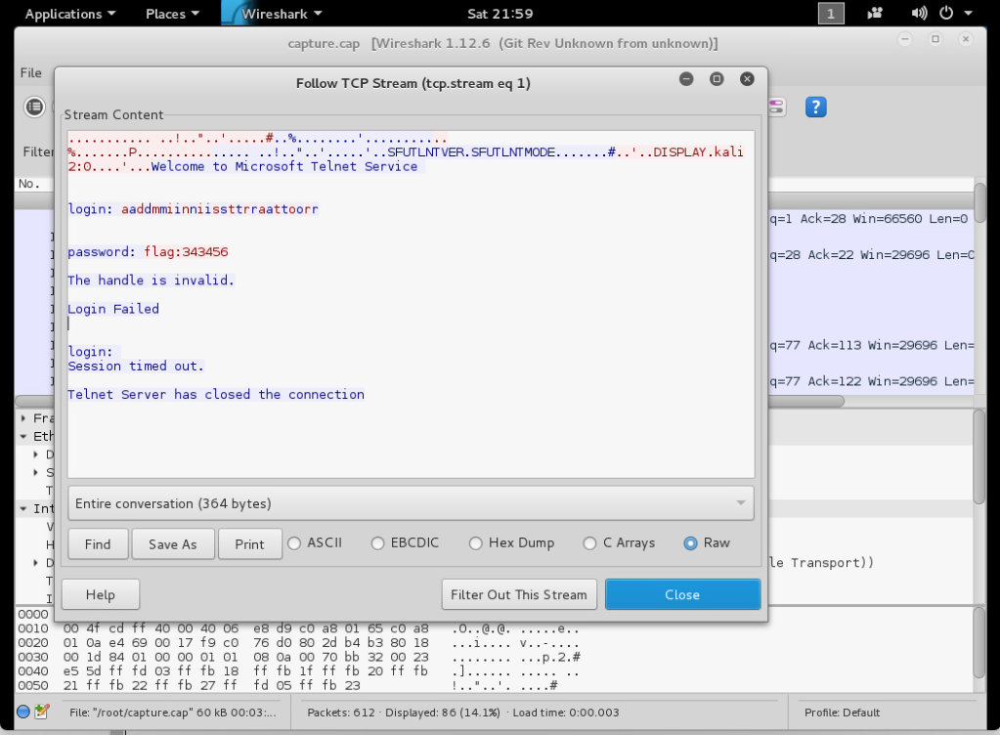 Applications Places Wireshark Sat 21:59 1
capture.cap [Wireshark 1.12.6 (Git Rev Unknown from unknown)]
File
Follow TCP Stream (tcp.stream eq 1)
Stream Content
Filter
No.
........... ..!.."..'.....#..%........'...........
%.......P................. ..!.."..'.....'..SFUTLNTVER.SFUTLNTMODE.......#..'..DISPLAY.kali
2:0....'...Welcome to Microsoft Telnet Service
login: aaddmmiinniissttrraattoorr
password: flag:343456
The handle is invalid.
Login Failed
login:
Session timed out.
Telnet Server has closed the connection
q=1 Ack=28 Win=66560 Len=0
q=28 Ack=22 Win=29696 Len=0
q=77 Ack=113 Win=29696 Len=
q=77 Ack=122 Win=29696 Len=
Fra
Eth
D
S
T
Int
V
H
D
T
I
le Transport))
Entire conversation (364 bytes)
Find Save As Print ASCII EBCDIC Hex Dump C Arrays Raw
Help Filter Out This Stream Close
0000
0010 00 4f cd ff 40 00 40 06 e8 d9 c0 a8 01 65 c0 a8 .O..@.@. .....e..
0020 01 0a e4 69 00 17 f9 c0 76 d0 80 2d b4 b3 80 18 ...i.... v..-....
0030 00 1d 84 01 00 00 01 01 08 0a 00 70 bb 32 00 23 ........ ...p.2.#
0040 e5 5d ff fd 03 ff fb 18 ff fb 1f ff fb 20 ff fb .]...... ..... ..
0050 21 ff fb 22 ff fb 27 ff fd 05 ff fb 23 !.."..'. ....#
File: "/root/capture.cap" 60 kB 00:03:... Packets: 612 · Displayed: 86 (14.1%) · Load time: 0:00.003 Profile: Default